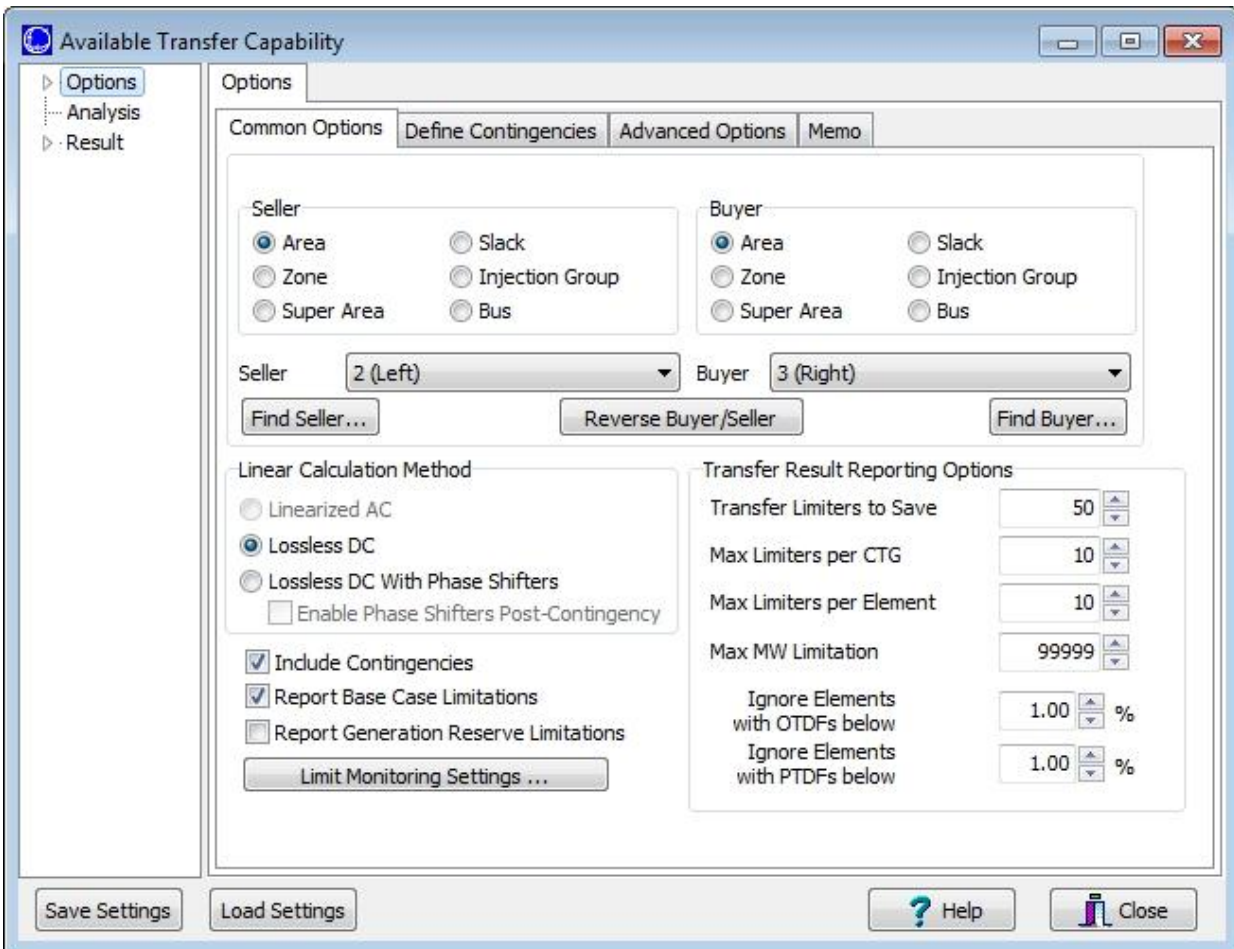 Available Transfer Capability
Options
Analysis
Result
Options
Common Options Define Contingencies Advanced Options Memo
Seller
Area Slack
Zone Injection Group
Super Area Bus
Buyer
Area Slack
Zone Injection Group
Super Area Bus
Seller 2 (Left) Buyer 3 (Right)
Find Seller... Reverse Buyer/Seller Find Buyer...
Linear Calculation Method
Linearized AC
Lossless DC
Lossless DC With Phase Shifters
Enable Phase Shifters Post-Contingency
Include Contingencies
Report Base Case Limitations
Report Generation Reserve Limitations
Limit Monitoring Settings ...
Transfer Result Reporting Options
Transfer Limiters to Save 50
Max Limiters per CTG 10
Max Limiters per Element 10
Max MW Limitation 99999
Ignore Elements
with OTDFs below 1.00 %
Ignore Elements
with PTDFs below 1.00 %
Save Settings Load Settings ? Help Close